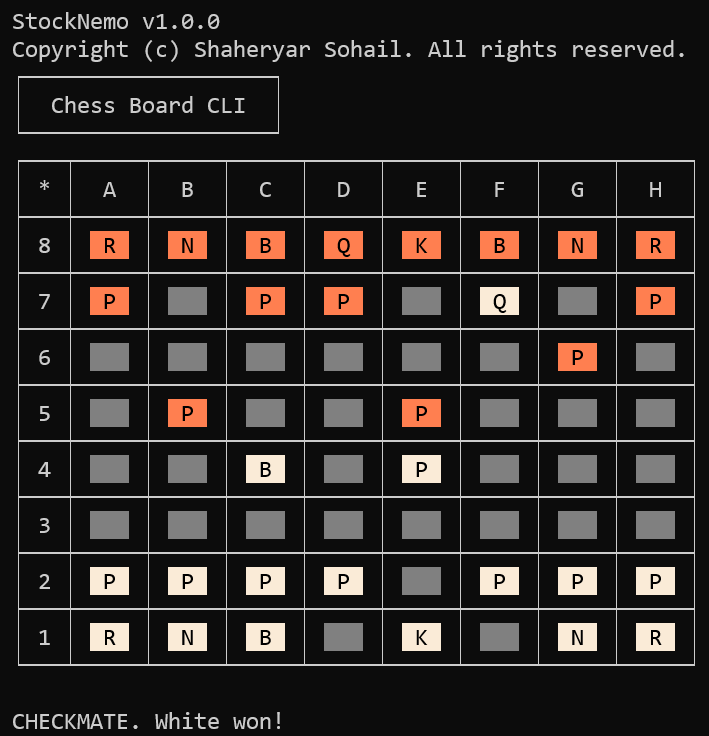 StockNemo v1.0.0
Copyright (c) Shaheryar Sohail. All rights reserved.
Chess Board CLI
* A B C D E F G H
8 R N B Q K B N R
7 P P P Q P
6 P
5 P P
4 B P
3
2 P P P P P P P
1 R N B K N R
CHECKMATE. White won!